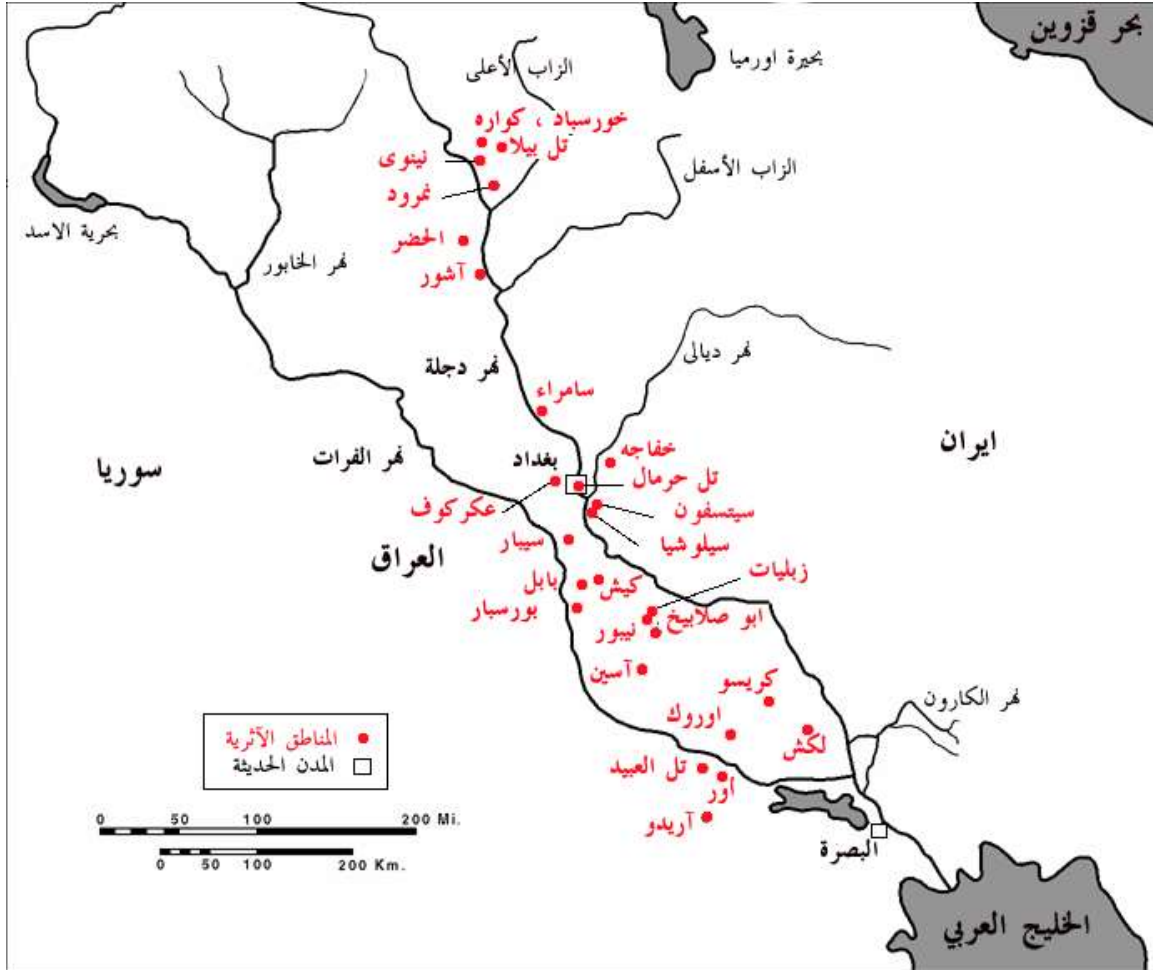 بحر قزوين
بحيرة اورميا
الزاب الأعلى
خورسباد ، كواره
تل بيلا
نينوى
نمرود
الزاب الأسفل
بحرية الاسد
الحضر
نهر الخابور
آشور
نهر ديالى
نهر دجلة
سامراء
ايران
خفاجه
سوريا
نهر الفرات
بغداد
تل حرمال
عكركوف
سيتسفون
سيبار
سيلوشيا
العراق
زبليات
كيش
بابل
بورسبار
ابو صلابيخ
نيبور
آسين
كريسو
نهر الكارون
اوروك
لكش
المناطق الآثرية
المدن الحديثة
تل العبيد
أور
آريدو
0 50 100 200 Mi.
0 50 100 200 Km.
البصرة
الخليج العربي